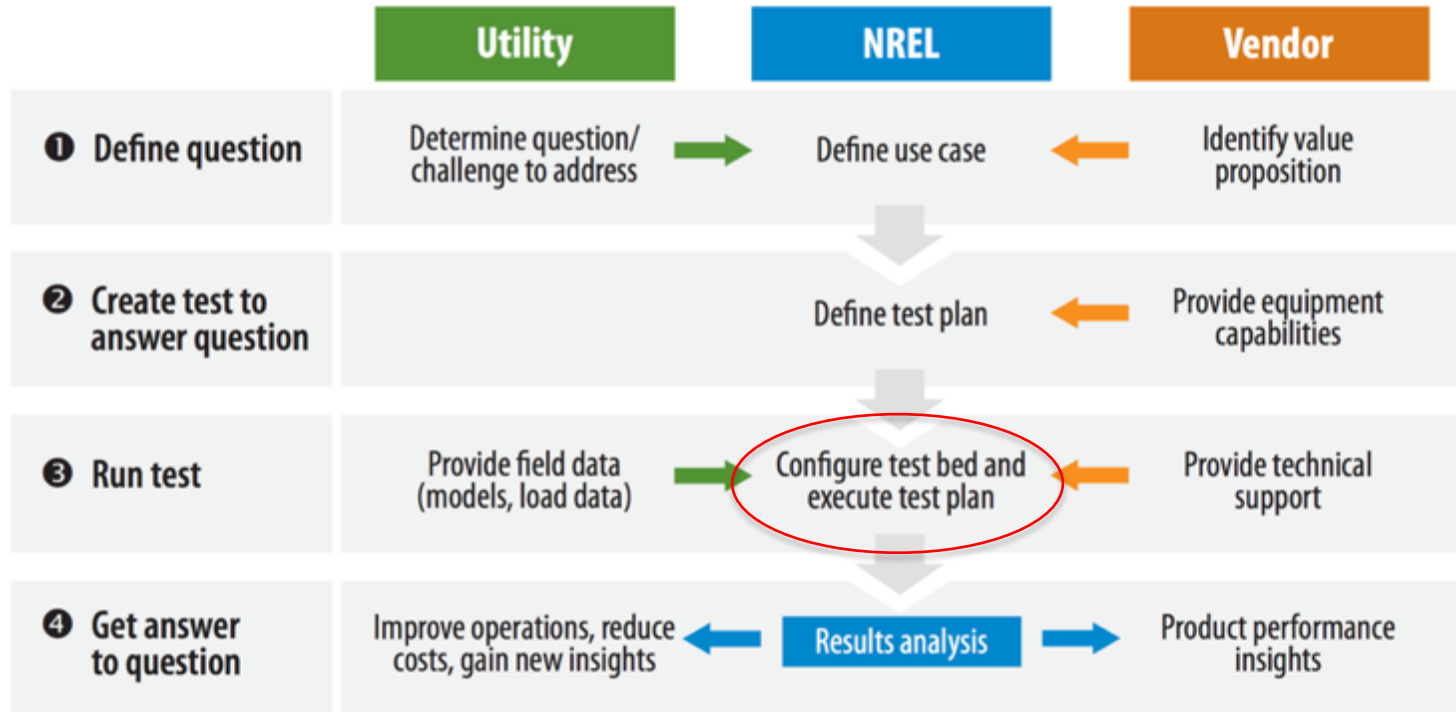 Utility
NREL
Vendor
❶ Define question
Determine question/
challenge to address
Define use case
Identify value
proposition
❷ Create test to
answer question
Define test plan
Provide equipment
capabilities
❸ Run test
Provide field data
(models, load data)
Configure test bed and
execute test plan
Provide technical
support
❹ Get answer
to question
Improve operations, reduce
costs, gain new insights
Results analysis
Product performance
insights